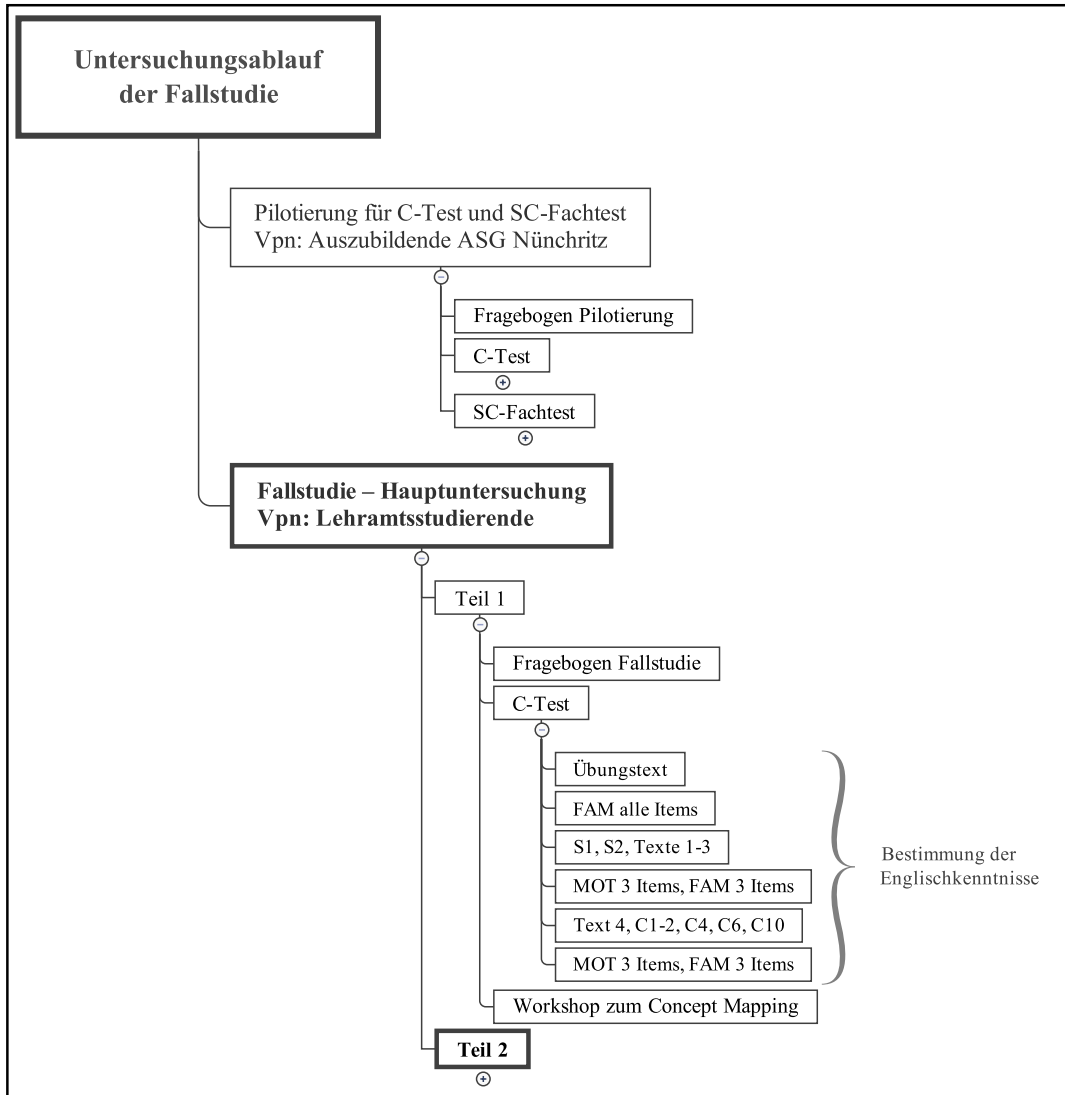 Untersuchungsablauf
der Fallstudie
Pilotierung für C-Test und SC-Fachtest
Vpn: Auszubildende ASG Nünchritz
Fragebogen Pilotierung
C-Test
SC-Fachtest
Fallstudie – Hauptuntersuchung
Vpn: Lehramtsstudierende
Teil 1
Fragebogen Fallstudie
C-Test
Übungstext
FAM alle Items
S1, S2, Texte 1-3
MOT 3 Items, FAM 3 Items
Text 4, C1-2, C4, C6, C10
MOT 3 Items, FAM 3 Items
Bestimmung der
Englischkenntnisse
Workshop zum Concept Mapping
Teil 2